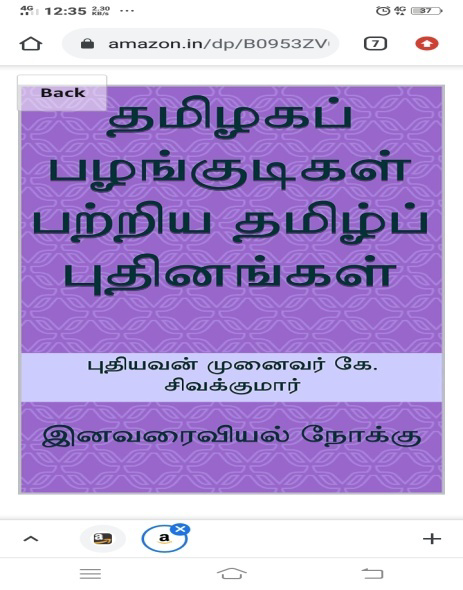 4G 12:35 2.30 KB/s ... 4G 37
amazon.in/dp/B0953ZV 7
Back
தமிழகப்
பழங்குடிகள்
பற்றிய தமிழ்ப்
புதினங்கள்
புதியவன் முனைவர் கே.
சிவக்குமார்
இனவரைவியல் நோக்கு